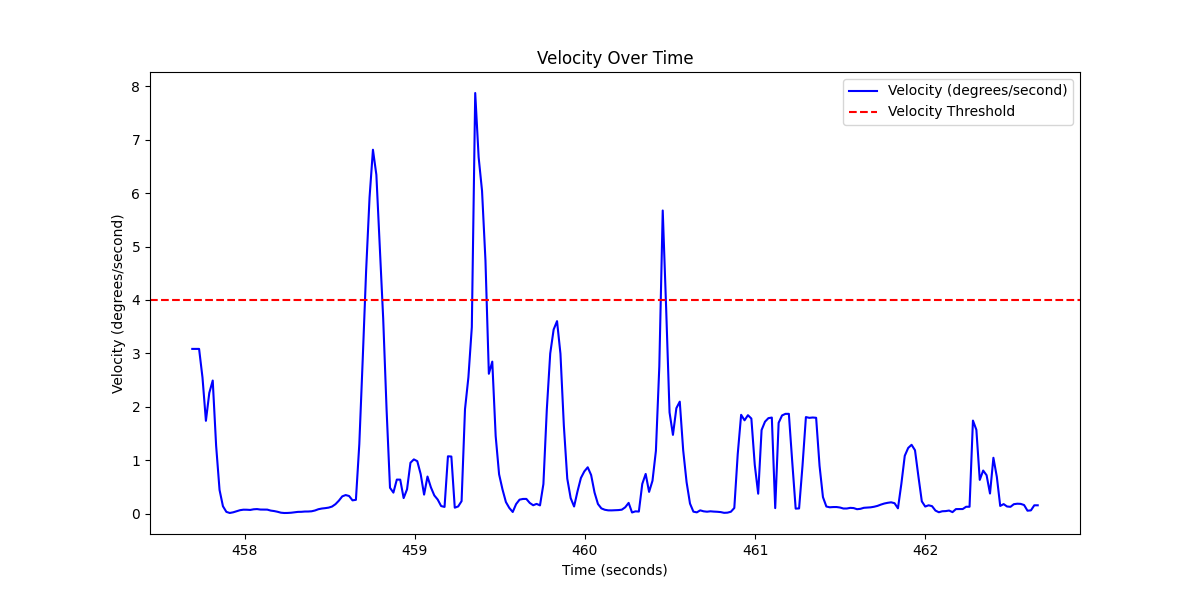 Velocity Over Time
Velocity (degrees/second)
Velocity Threshold
8
7
6
5
4
3
2
1
0
Velocity (degrees/second)
458 459 460 461 462
Time (seconds)